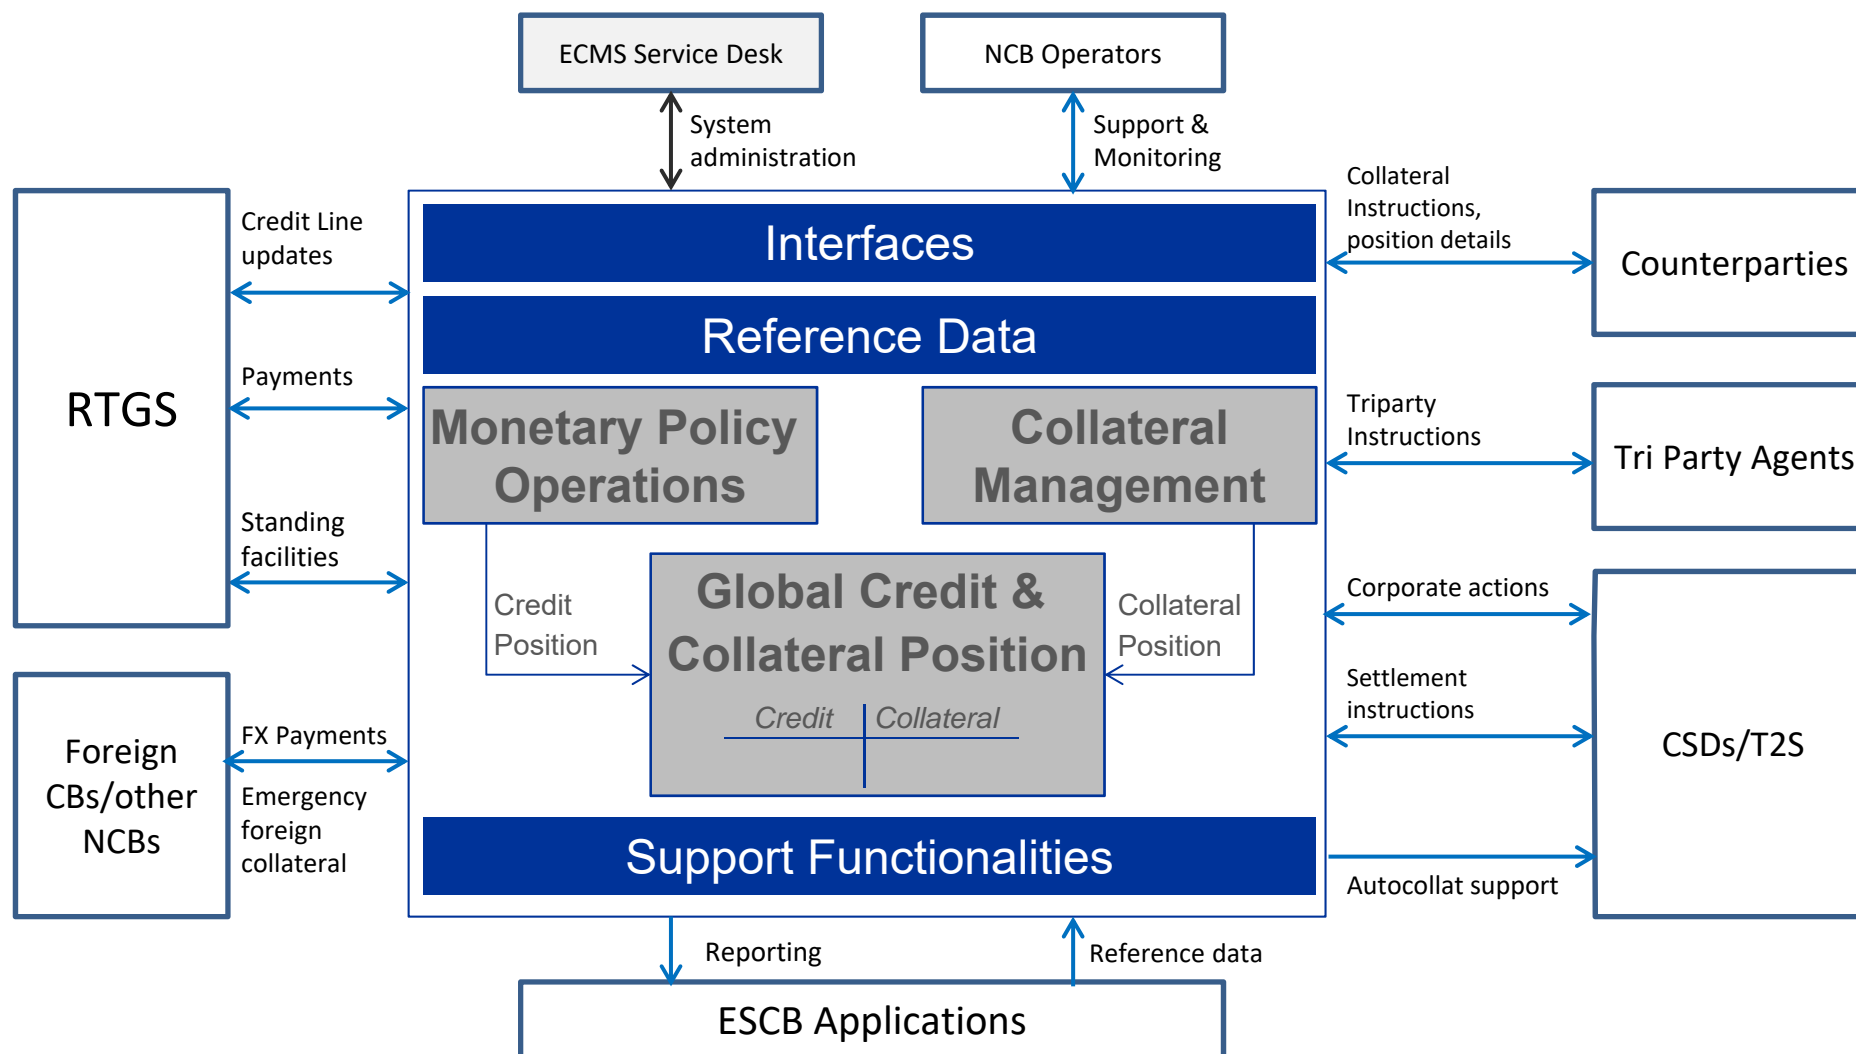 ECMS Service Desk
NCB Operators
System
administration
Support &
Monitoring
RTGS
Credit Line
updates
Payments
Standing
facilities
Foreign
CBs/other
NCBs
FX Payments
Emergency
foreign
collateral
Interfaces
Reference Data
Monetary Policy
Operations
Collateral
Management
Credit
Position
Global Credit &
Collateral Position
Credit
Collateral
Collateral
Position
Support Functionalities
Collateral
Instructions,
position details
Counterparties
Triparty
Instructions
Tri Party Agents
Corporate actions
Settlement
instructions
CSDs/T2S
Autocollat support
Reporting
Reference data
ESCB Applications